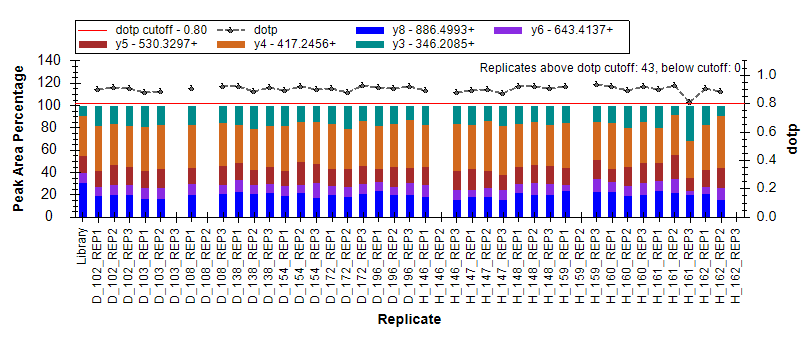 dotp cutoff - 0.80 dotp y8 - 886.4993+ y6 - 643.4137+
y5 - 530.3297+ y4 - 417.2456+ y3 - 346.2085+
Replicates above dotp cutoff: 43, below cutoff: 0
Peak Area Percentage
140
120
100
80
60
40
20
0
1.0
0.8
0.6
0.4
0.2
0.0
dotp
Library
D_102_REP1
D_102_REP2
D_102_REP3
D_103_REP1
D_103_REP2
D_103_REP3
D_108_REP1
D_108_REP2
D_108_REP3
D_138_REP1
D_138_REP2
D_138_REP3
D_154_REP1
D_154_REP2
D_154_REP3
D_172_REP1
D_172_REP2
D_172_REP3
D_196_REP1
D_196_REP2
D_196_REP3
H_146_REP1
H_146_REP2
H_146_REP3
H_147_REP1
H_147_REP2
H_147_REP3
H_148_REP1
H_148_REP2
H_148_REP3
H_159_REP1
H_159_REP2
H_159_REP3
H_160_REP1
H_160_REP2
H_160_REP3
H_161_REP1
H_161_REP2
H_161_REP3
H_162_REP1
H_162_REP2
H_162_REP3
Replicate